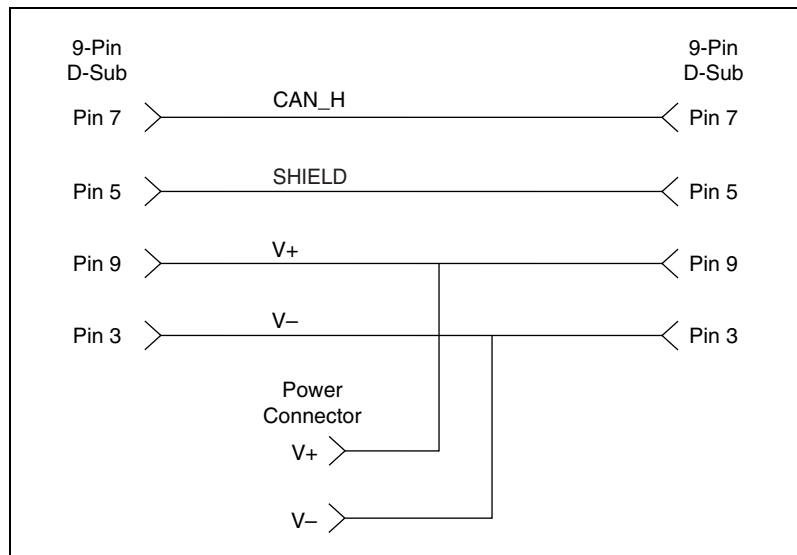 9-Pin
D-Sub
9-Pin
D-Sub
Pin 7
CAN_H
Pin 7
Pin 5
SHIELD
Pin 5
Pin 9
V+
Pin 9
Pin 3
V–
Pin 3
Power
Connector
V+
V–